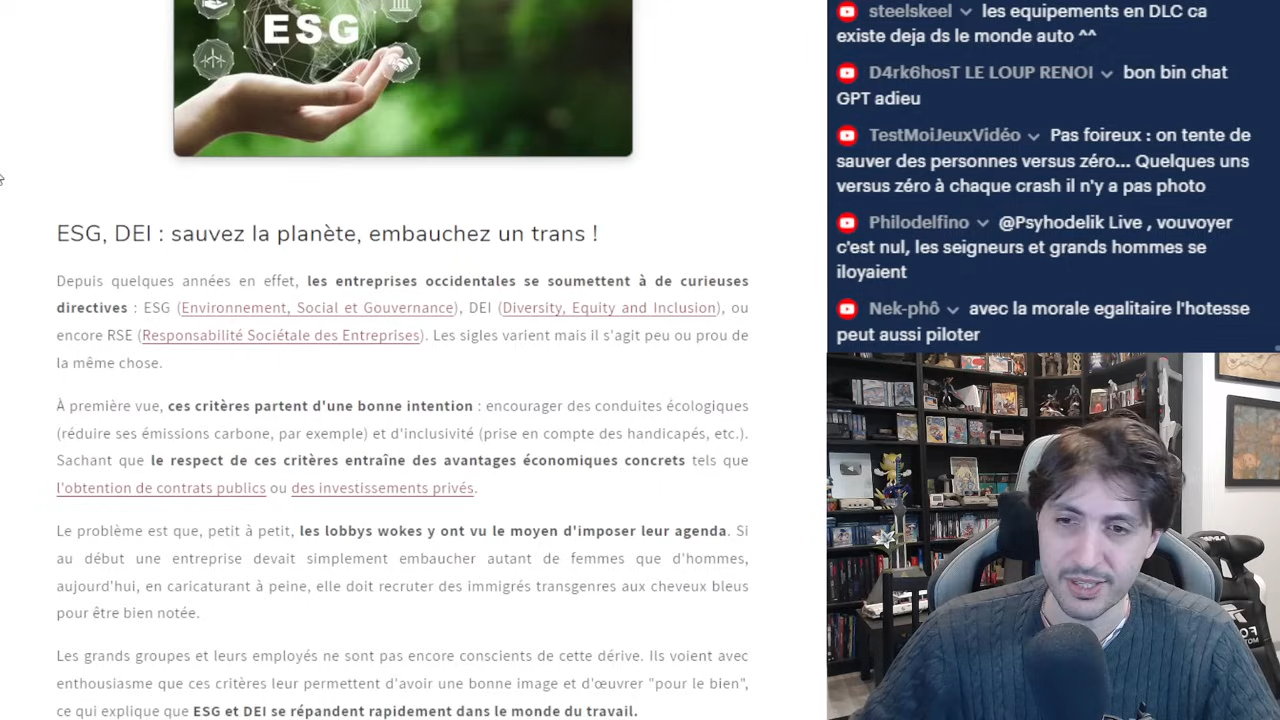 ESG
ESG, DEI : sauvez la planète, embauchez un trans !
Depuis quelques années en effet, les entreprises occidentales se soumettent à de curieuses
directives : ESG (Environnement, Social et Gouvernance), DEI (Diversity, Equity and Inclusion), ou
encore RSE (Responsabilité Sociétale des Entreprises). Les sigles varient mais il s'agit peu ou prou de
la même chose.
À première vue, ces critères partent d'une bonne intention : encourager des conduites écologiques
(réduire ses émissions carbone, par exemple) et d'inclusivité (prise en compte des handicapés, etc.).
Sachant que le respect de ces critères entraîne des avantages économiques concrets tels que
l'obtention de contrats publics ou des investissements privés.
Le problème est que, petit à petit, les lobbys wokes y ont vu le moyen d'imposer leur agenda. Si
au début une entreprise devait simplement embaucher autant de femmes que d'hommes,
aujourd'hui, en caricaturant à peine, elle doit recruter des immigrés transgenres aux cheveux bleus
pour être bien notée.
Les grands groupes et leurs employés ne sont pas encore conscients de cette dérive. Ils voient avec
enthousiasme que ces critères leur permettent d'avoir une bonne image et d'œuvrer "pour le bien",
ce qui explique que ESG et DEI se répandent rapidement dans le monde du travail.
steelskeel les equipements en DLC ca
existe deja ds le monde auto ^^
D4rk6hosT LE LOUP RENOI bon bin chat
GPT adieu
TestMoiJeuxVidéo Pas foireux : on tente de
sauver des personnes versus zéro... Quelques uns
versus zéro à chaque crash il n'y a pas photo
Philodelfino @Psyhodelik Live , vouvoyer
c'est nul, les seigneurs et grands hommes se
iloyaient
Nek-phô avec la morale egalitaire l'hotesse
peut aussi piloter